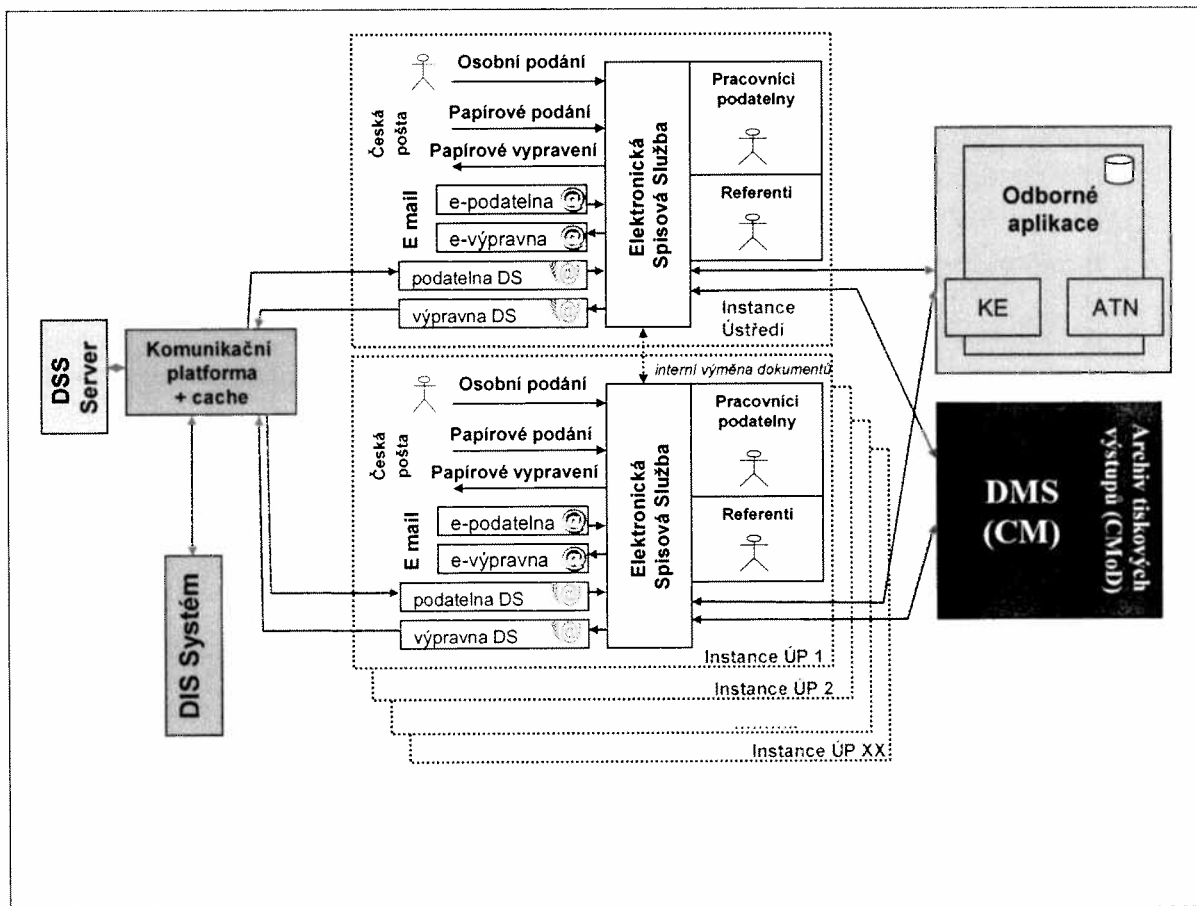 Osobní podání
Česká
pošta
Papírové podání
Papírové vypravení
E mail
e-podatelna
e-výpravna
podatelna DS
výpravna DS
Elektronická
Spisová Služba
Pracovníci
podatelny
Referenti
Instance
Ústředí
interní výměna dokumentů
Odborné
aplikace
KE
ATN
DSS
Server
Komunikační
platforma
+ cache
DIS Systém
Osobní podání
Česká
pošta
Papírové podání
Papírové vypravení
E mail
e-podatelna
e-výpravna
podatelna DS
výpravna DS
Elektronická
Spisová Služba
Pracovníci
podatelny
Referenti
Instance ÚP 1
Instance ÚP 2
...........
Instance ÚP XX
DMS
(CM)
Archiv tiskových
výstupů (CMoD)